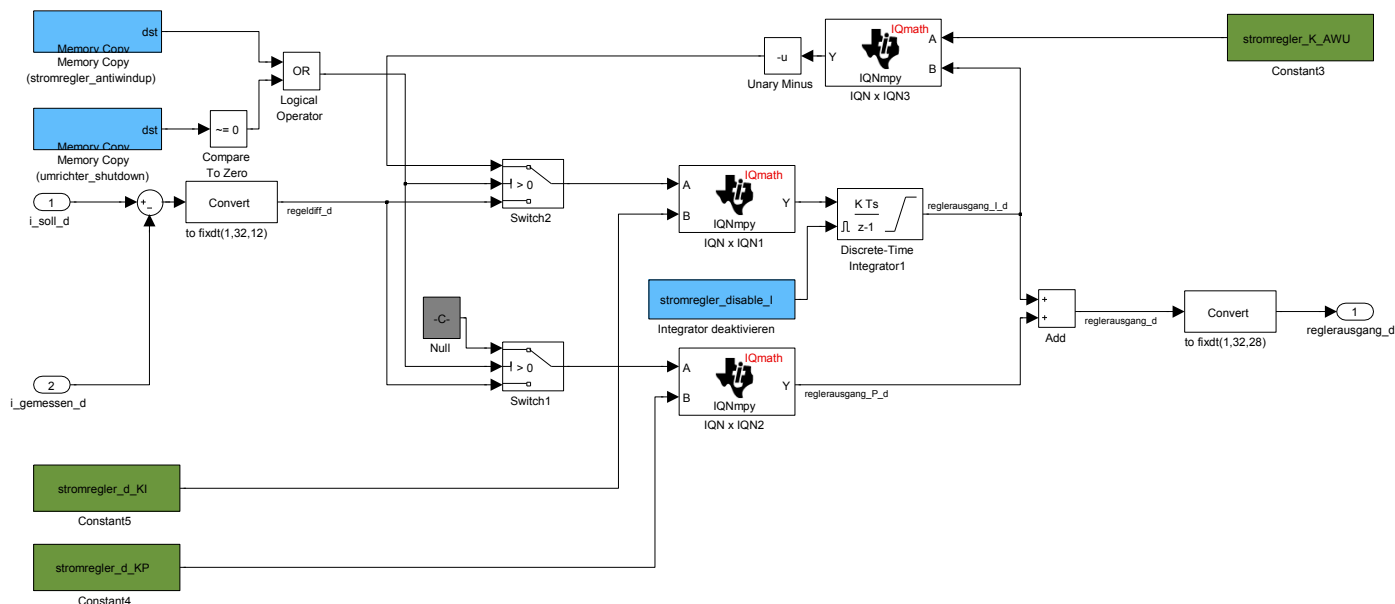 dst
Memory Copy
Memory Copy
(stromregler_antiwindup)
OR
Logical
Operator
dst
Memory Copy
Memory Copy
(umrichter_shutdown)
~= 0
Compare
To Zero
-u
Unary Minus
IQmath
A
B
Y
IQNmpy
IQN x IQN3
stromregler_K_AWU
Constant3
1
i_soll_d
+
−
Convert
to fixdt(1,32,12)
regeldiff_d
> 0
Switch2
IQmath
A
B
Y
IQNmpy
IQN x IQN1
K Ts
z-1
Discrete-Time
Integrator1
reglerausgang_I_d
stromregler_disable_I
Integrator deaktivieren
-C-
Null
> 0
Switch1
IQmath
A
B
Y
IQNmpy
IQN x IQN2
reglerausgang_P_d
+
+
Add
reglerausgang_d
Convert
to fixdt(1,32,28)
1
reglerausgang_d
2
i_gemessen_d
stromregler_d_KI
Constant5
stromregler_d_KP
Constant4